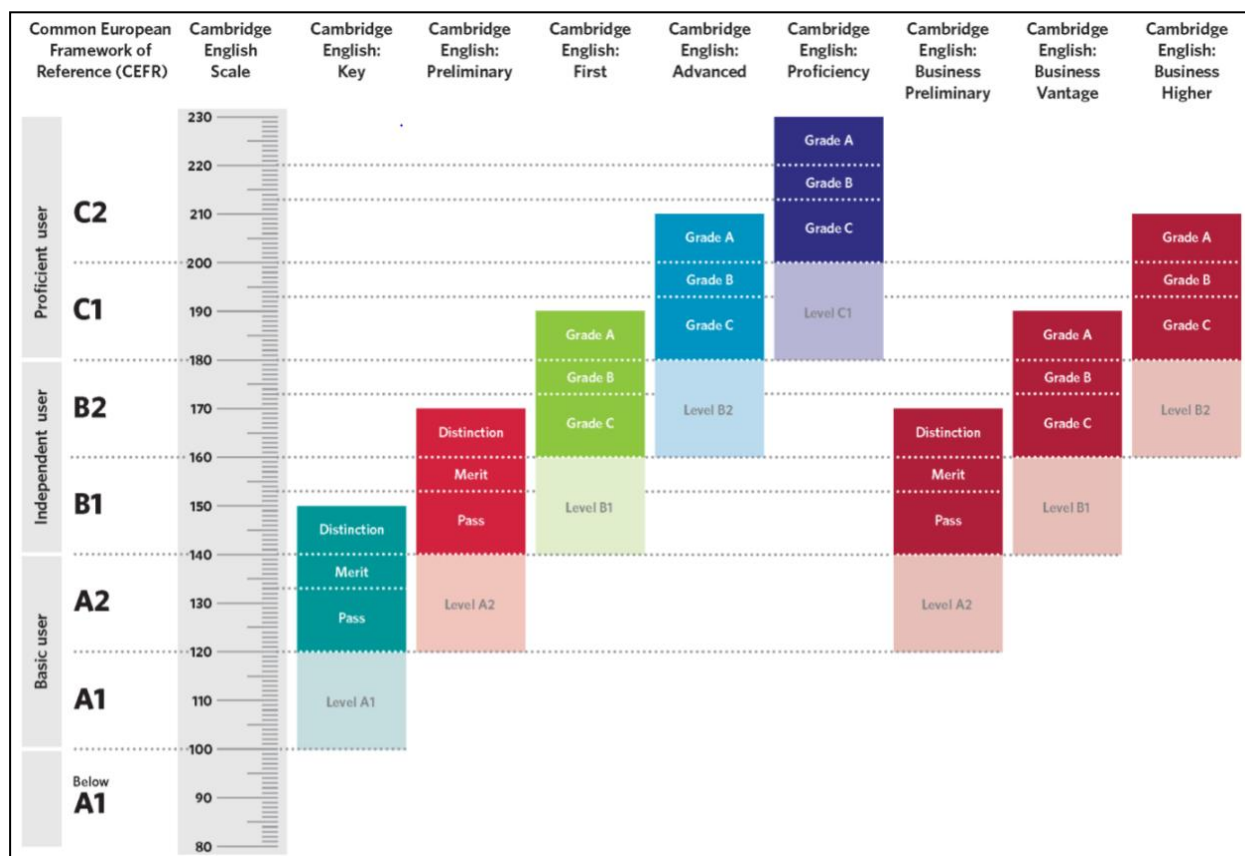 Common European
Framework of
Reference (CEFR)
Cambridge
English
Scale
Cambridge
English:
Key
Cambridge
English:
Preliminary
Cambridge
English:
First
Cambridge
English:
Advanced
Cambridge
English:
Proficiency
Cambridge
English:
Business
Preliminary
Cambridge
English:
Business
Vantage
Cambridge
English:
Business
Higher
Proficient user
Independent user
Basic user
C2
C1
B2
B1
A2
A1
Below
A1
230
220
210
200
190
180
170
160
150
140
130
120
110
100
90
80
Distinction
Merit
Pass
Level A1
Distinction
Merit
Pass
Level A2
Grade A
Grade B
Grade C
Level B1
Grade A
Grade B
Grade C
Level B2
Grade A
Grade B
Grade C
Level C1
Distinction
Merit
Pass
Level A2
Grade A
Grade B
Grade C
Level B1
Grade A
Grade B
Grade C
Level B2